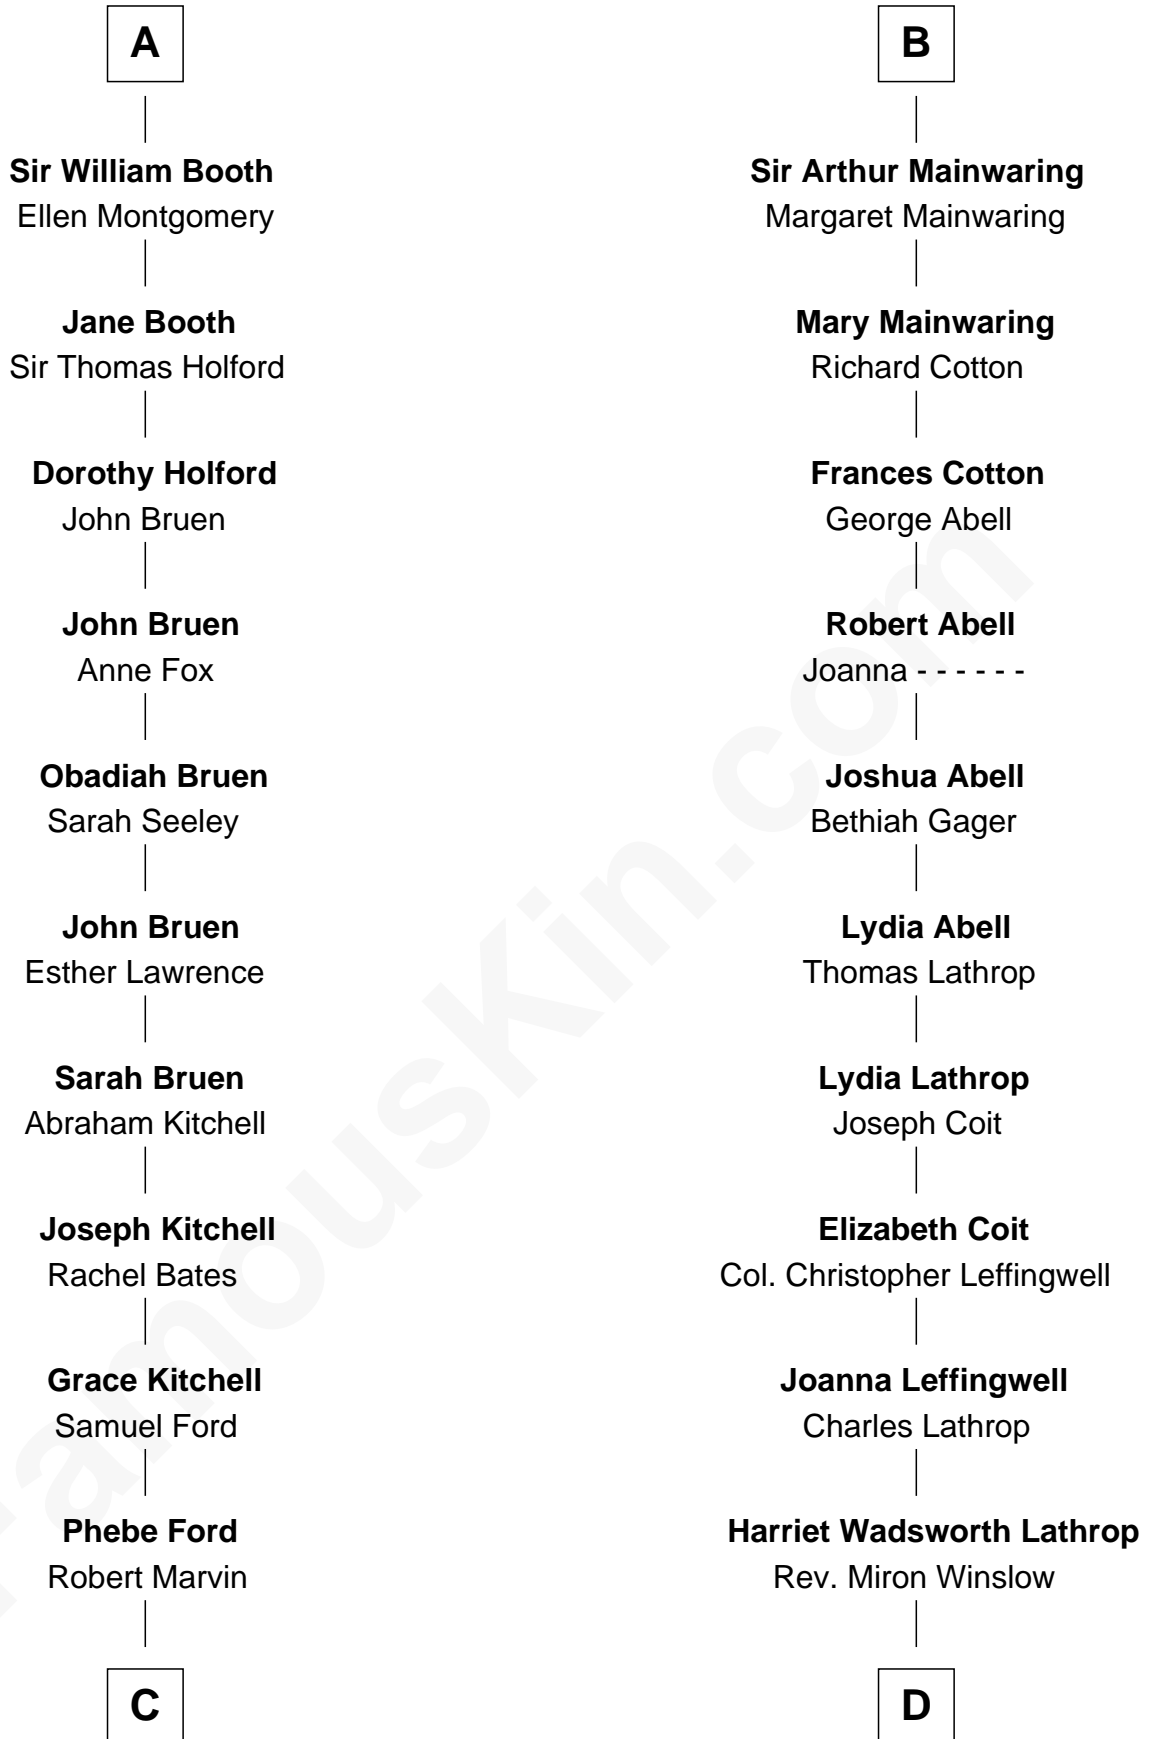 A
Sir William Booth
Ellen Montgomery
Jane Booth
Sir Thomas Holford
Dorothy Holford
John Bruen
John Bruen
Anne Fox
Obadiah Bruen
Sarah Seeley
John Bruen
Esther Lawrence
Sarah Bruen
Abraham Kitchell
Joseph Kitchell
Rachel Bates
Grace Kitchell
Samuel Ford
Phebe Ford
Robert Marvin
C
B
Sir Arthur Mainwaring
Margaret Mainwaring
Mary Mainwaring
Richard Cotton
Frances Cotton
George Abell
Robert Abell
Joanna - - - - - -
Joshua Abell
Bethiah Gager
Lydia Abell
Thomas Lathrop
Lydia Lathrop
Joseph Coit
Elizabeth Coit
Col. Christopher Leffingwell
Joanna Leffingwell
Charles Lathrop
Harriet Wadsworth Lathrop
Rev. Miron Winslow
D
FamousKin.com